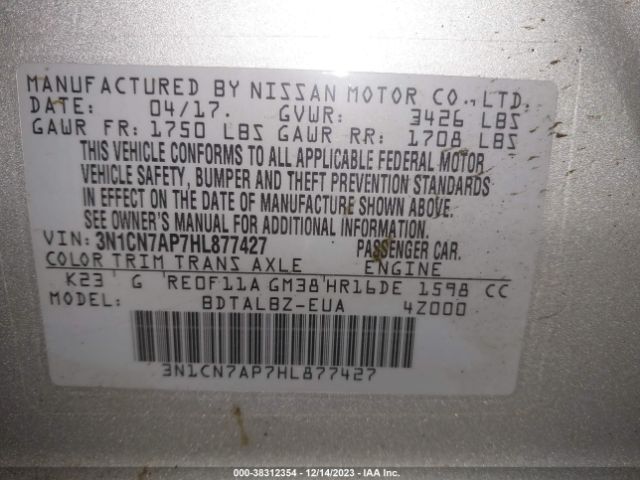 MANUFACTURED BY NISSAN MOTOR CO., LTD.
DATE: 04/17. GVWR: 3426 LBS
GAWR FR: 1750 LBS GAWR RR: 1708 LBS
THIS VEHICLE CONFORMS TO ALL APPLICABLE FEDERAL MOTOR
VEHICLE SAFETY, BUMPER AND THEFT PREVENTION STANDARDS
IN EFFECT ON THE DATE OF MANUFACTURE SHOWN ABOVE.
SEE OWNER'S MANUAL FOR ADDITIONAL INFORMATION.
VIN: 3N1CN7AP7HL877427 PASSENGER CAR.
COLOR TRIM TRANS AXLE ENGINE
K23 G RE0F11A GM38 HR16DE 1598 CC
MODEL: BDTALBZ-EUA 4Z000
3N1CN7AP7HL877427
000-38312354 - 12/14/2023 - IAA Inc.